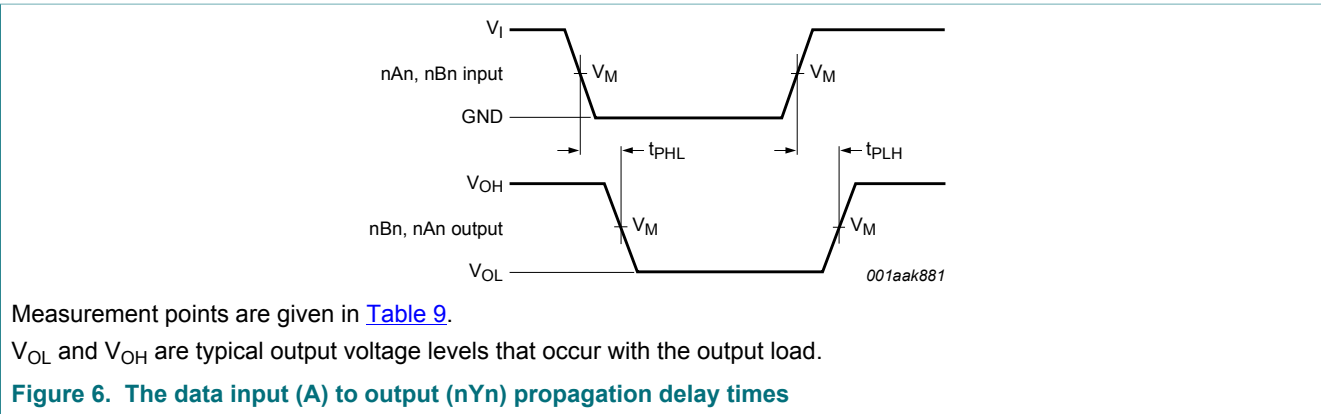 V_I
nAn, nBn input
V_M
V_M
GND
t_PHL
t_PLH
V_OH
nBn, nAn output
V_M
V_M
V_OL
001aak881
Measurement points are given in Table 9.
V_OL and V_OH are typical output voltage levels that occur with the output load.
Figure 6. The data input (A) to output (nYn) propagation delay times